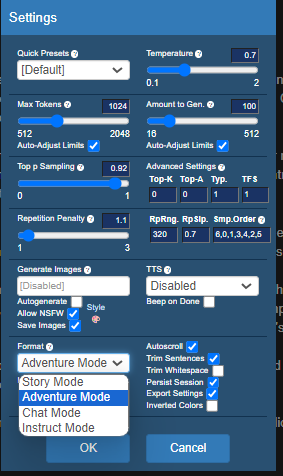 Settings
Quick Presets ?
[Default]
Temperature ?
0.7
0.1
2
Max Tokens ?
1024
512
2048
Auto-Adjust Limits
Amount to Gen. ?
100
16
512
Auto-Adjust Limits
Top p Sampling ?
0.92
0
1
Advanced Settings ?
Top-K Top-A Typ. TFS
0 0 1 1
Repetition Penalty ?
1.1
1
3
RpRng. RpSlp. Smp.Order ?
320 0.7 6,0,1,3,4,2,5
Generate Images ?
[Disabled]
Autogenerate
Allow NSFW
Save Images
Style
TTS ?
Disabled
Beep on Done
Format ?
Adventure Mode
Story Mode
Adventure Mode
Chat Mode
Instruct Mode
Autoscroll
Trim Sentences ?
Trim Whitespace ?
Persist Session ?
Export Settings ?
Inverted Colors ?
OK
Cancel